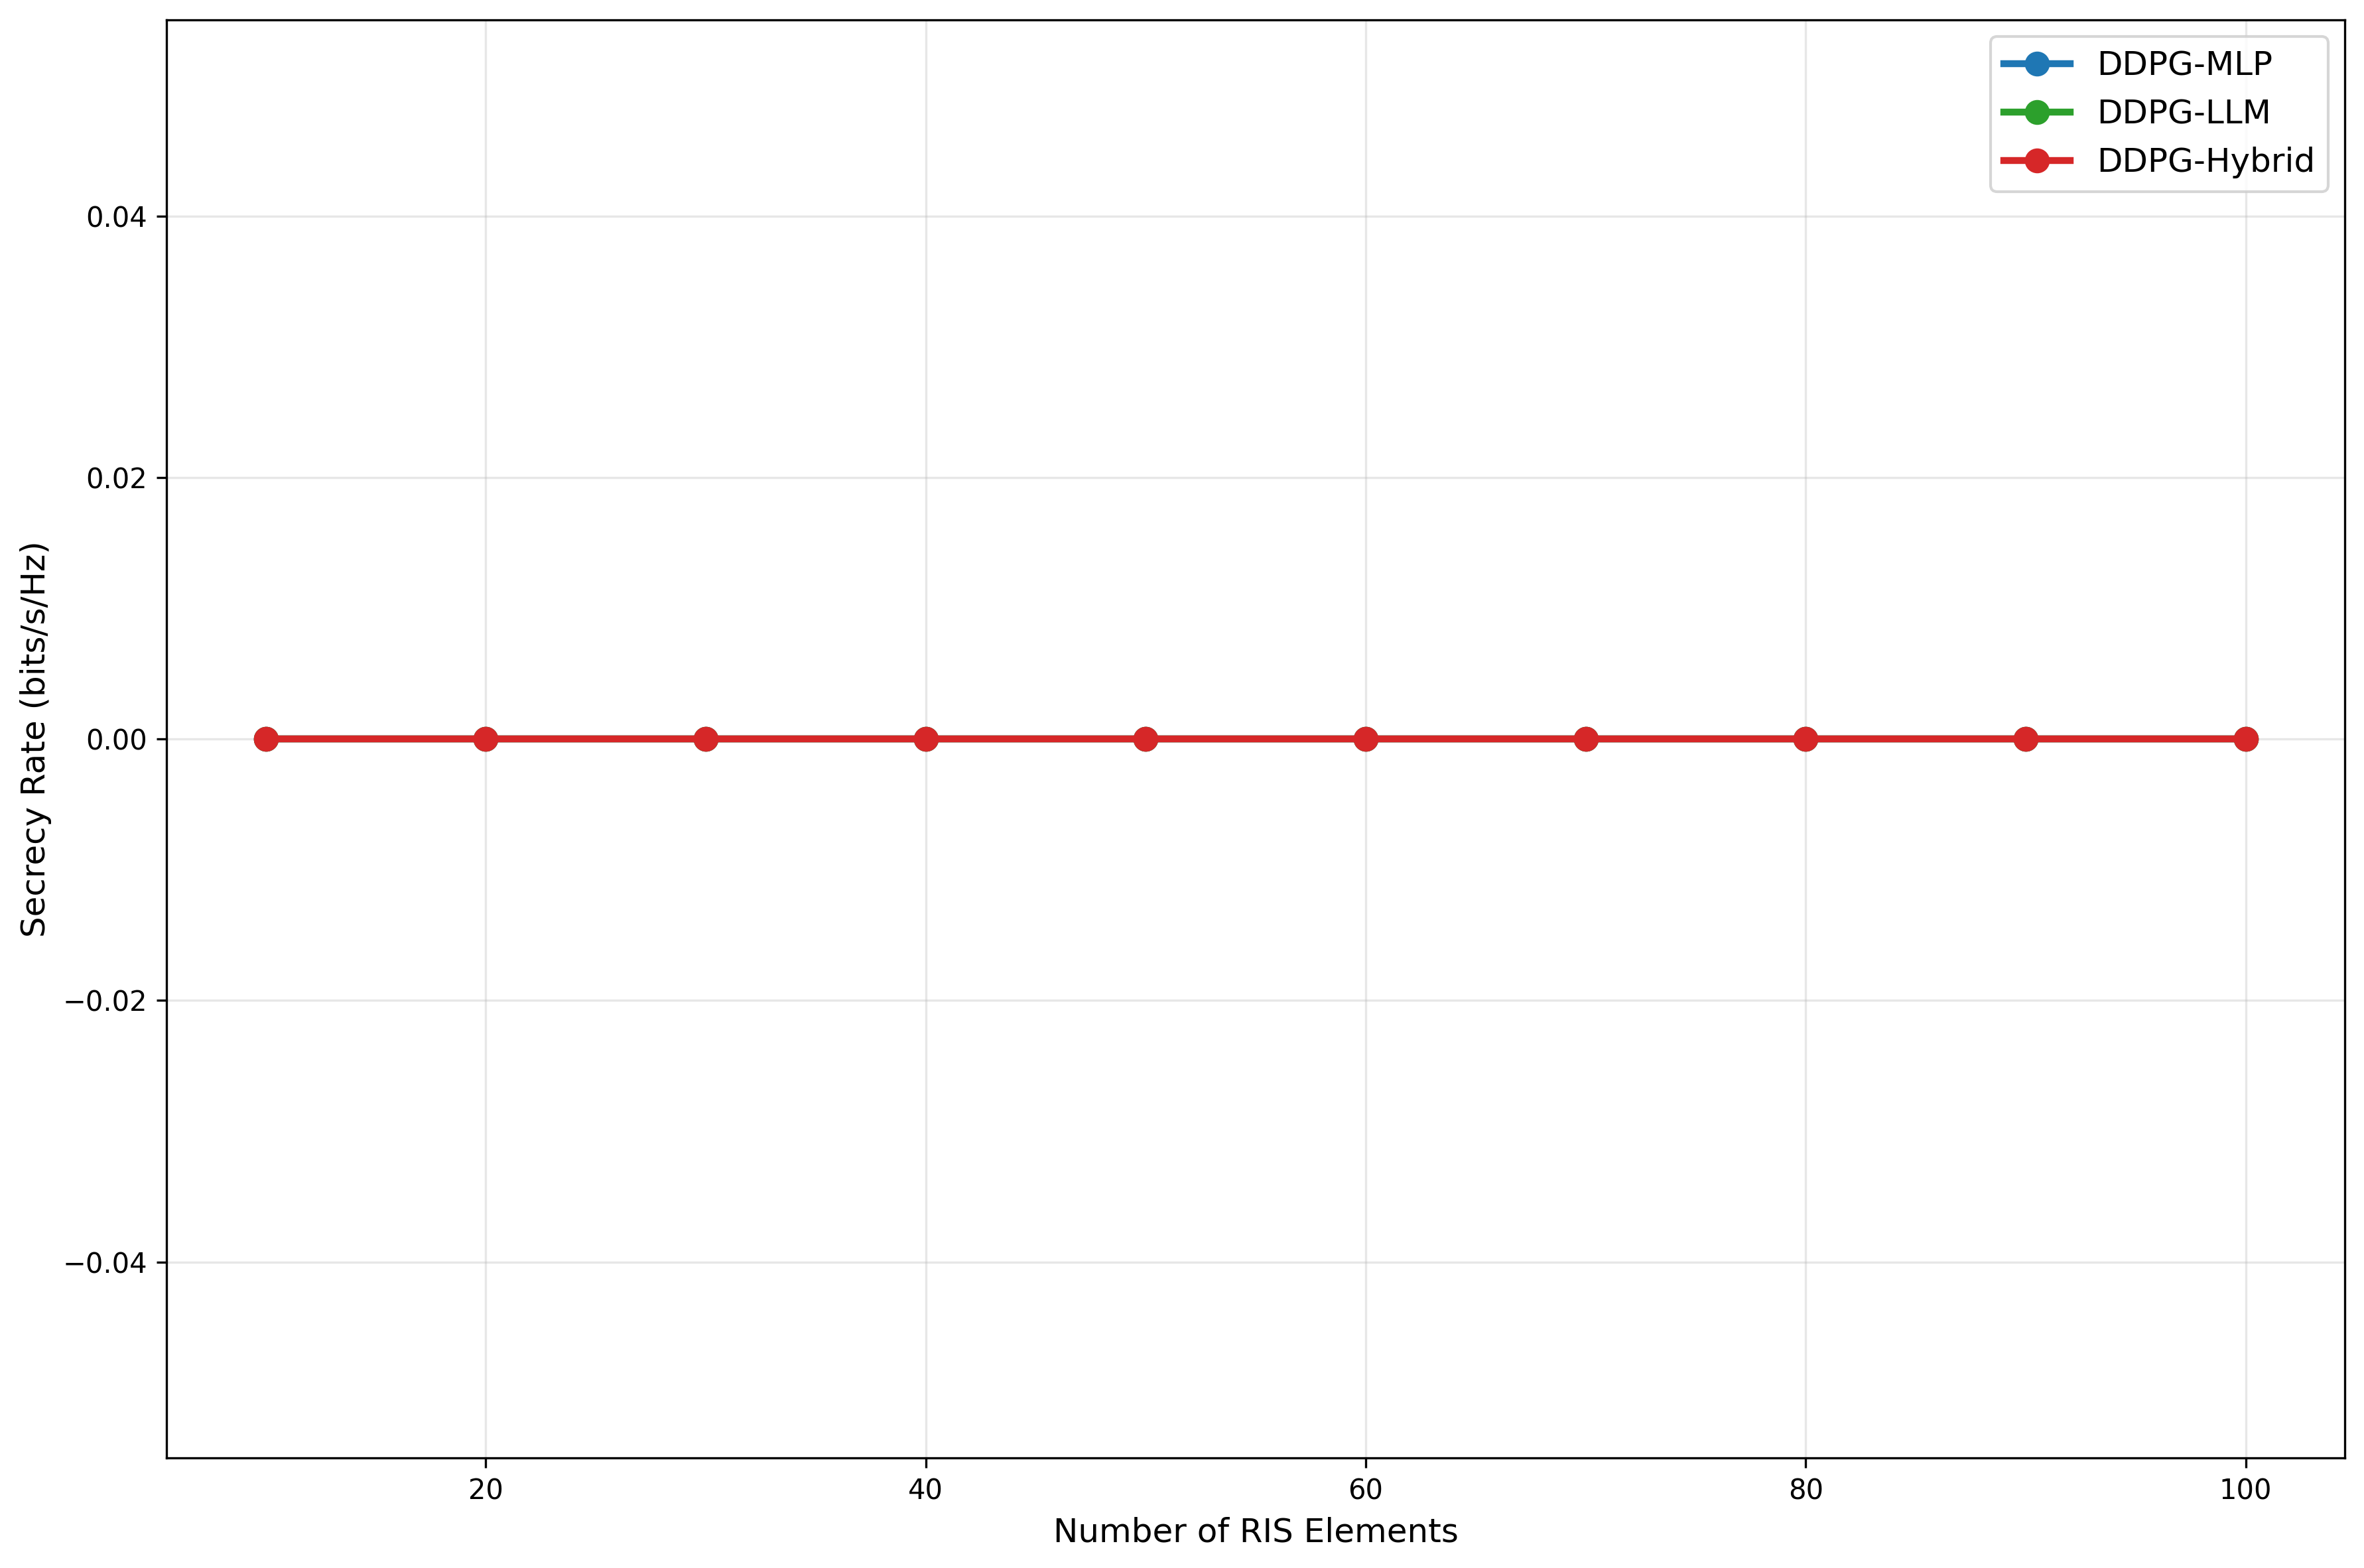 DDPG-MLP
DDPG-LLM
DDPG-Hybrid
Secrecy Rate (bits/s/Hz)
0.04
0.02
0.00
−0.02
−0.04
20 40 60 80 100
Number of RIS Elements